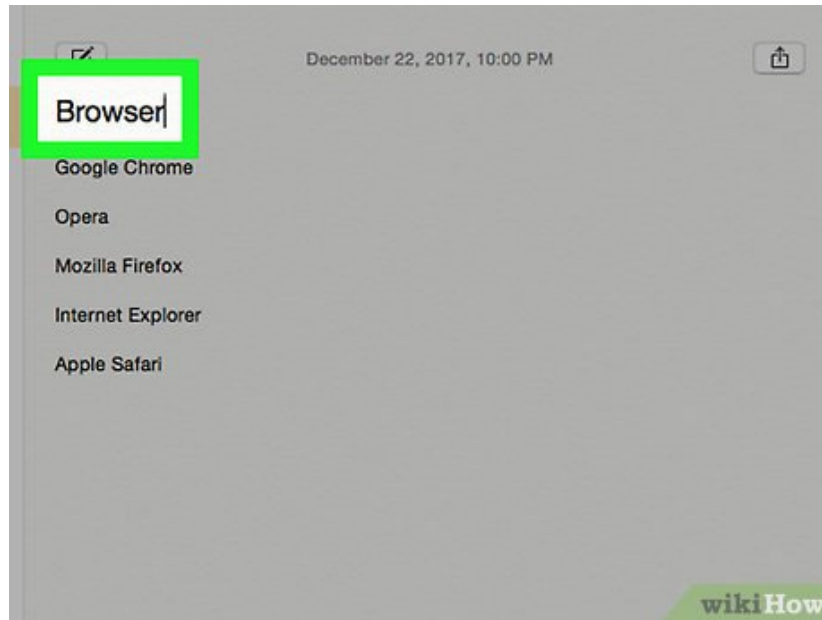 December 22, 2017, 10:00 PM
Browser
Google Chrome
Opera
Mozilla Firefox
Internet Explorer
Apple Safari
wikiHow